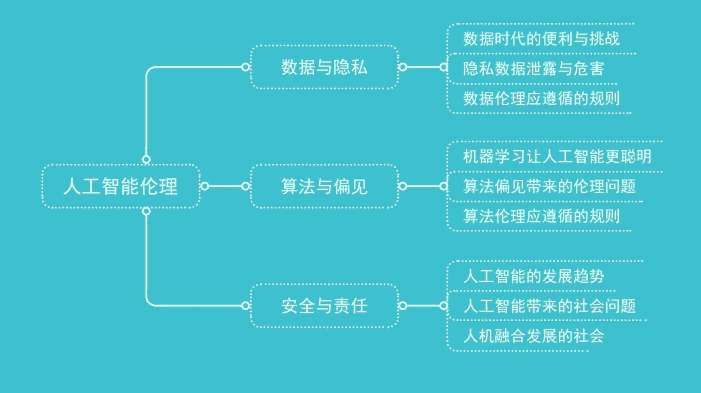 人工智能伦理
数据与隐私
数据时代的便利与挑战
隐私数据泄露与危害
数据伦理应遵循的规则
算法与偏见
机器学习让人工智能更聪明
算法偏见带来的伦理问题
算法伦理应遵循的规则
安全与责任
人工智能的发展趋势
人工智能带来的社会问题
人机融合发展的社会